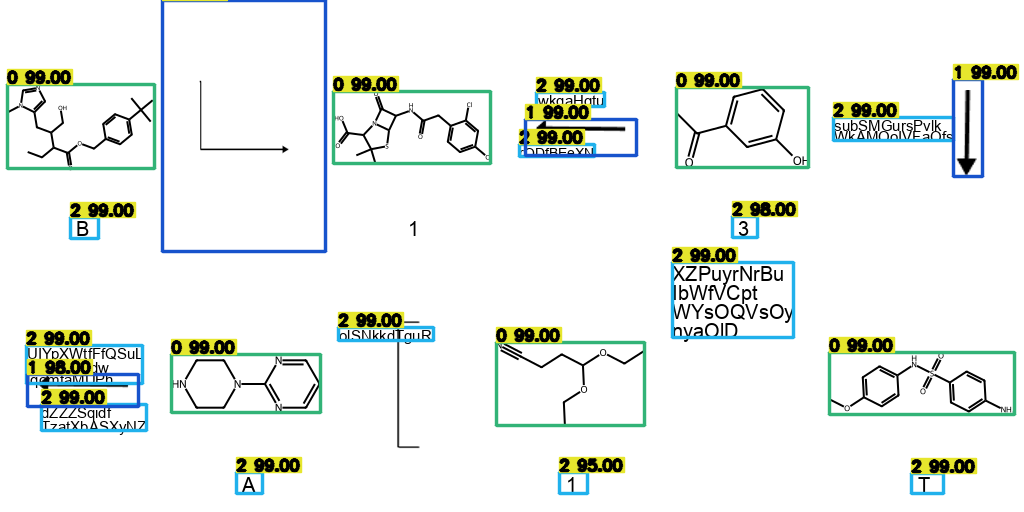 0 99.00
2 99.00
B
0 99.00
1
2 99.00
wkgaHqtu
1 99.00
2 99.00
0 99.00
2 98.00
3
2 99.00
subSMGursPvlk
1 99.00
2 99.00
XZPuyrNrBu
IbWfVCpt
WYsOQVsOy
nyaOlD
2 99.00
UIYpXWtfFfQSuL
1 98.00
2 99.00
dZZZSqidf
TzatXbASXyNZ
0 99.00
2 99.00
A
2 99.00
olSNkkdTguR
0 99.00
2 95.00
1
0 99.00
2 99.00
T